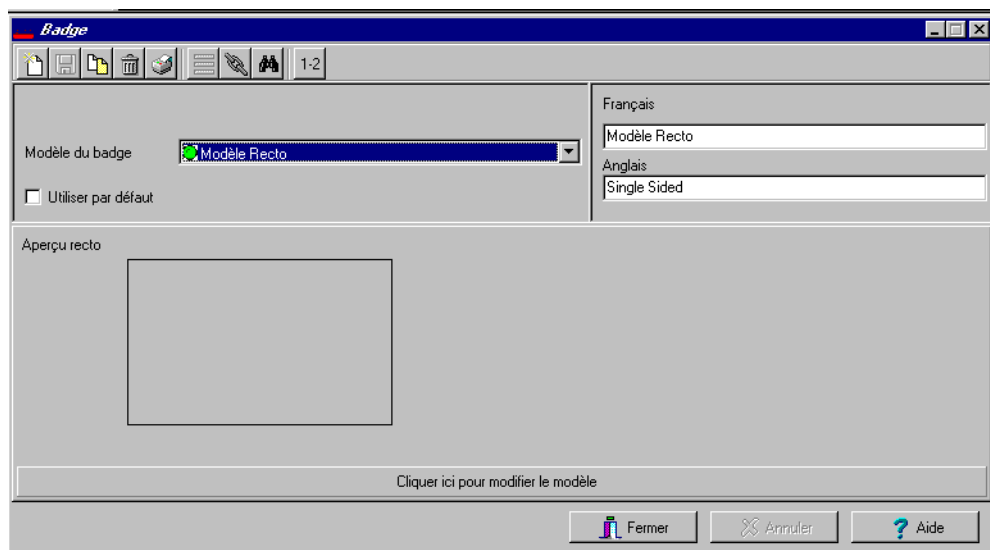 Badge
1-2
Français
Modèle du badge
Modèle Recto
Modèle Recto
Anglais
Single Sided
Utiliser par défaut
Aperçu recto
Cliquer ici pour modifier le modèle
Fermer
Annuler
Aide